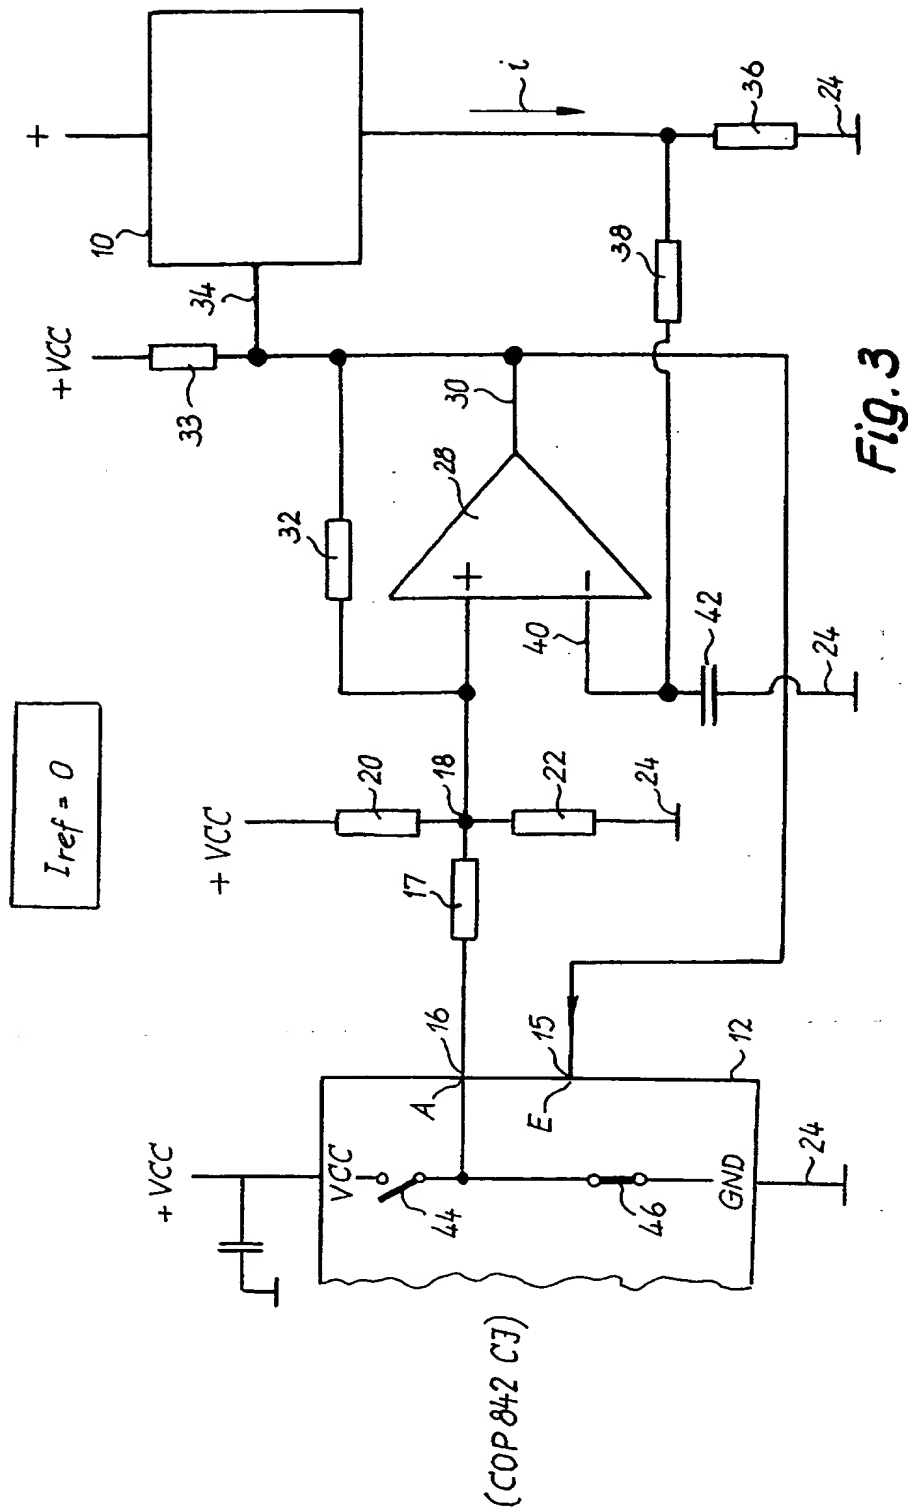 I ref = 0
+
10
+VCC
34
33
i
32
30
28
38
36
24
+
-
40
42
24
+VCC
20
18
22
24
17
16
A
15
E
12
+VCC
VCC
44
46
GND
24
(COP 842 CJ)
Fig. 3